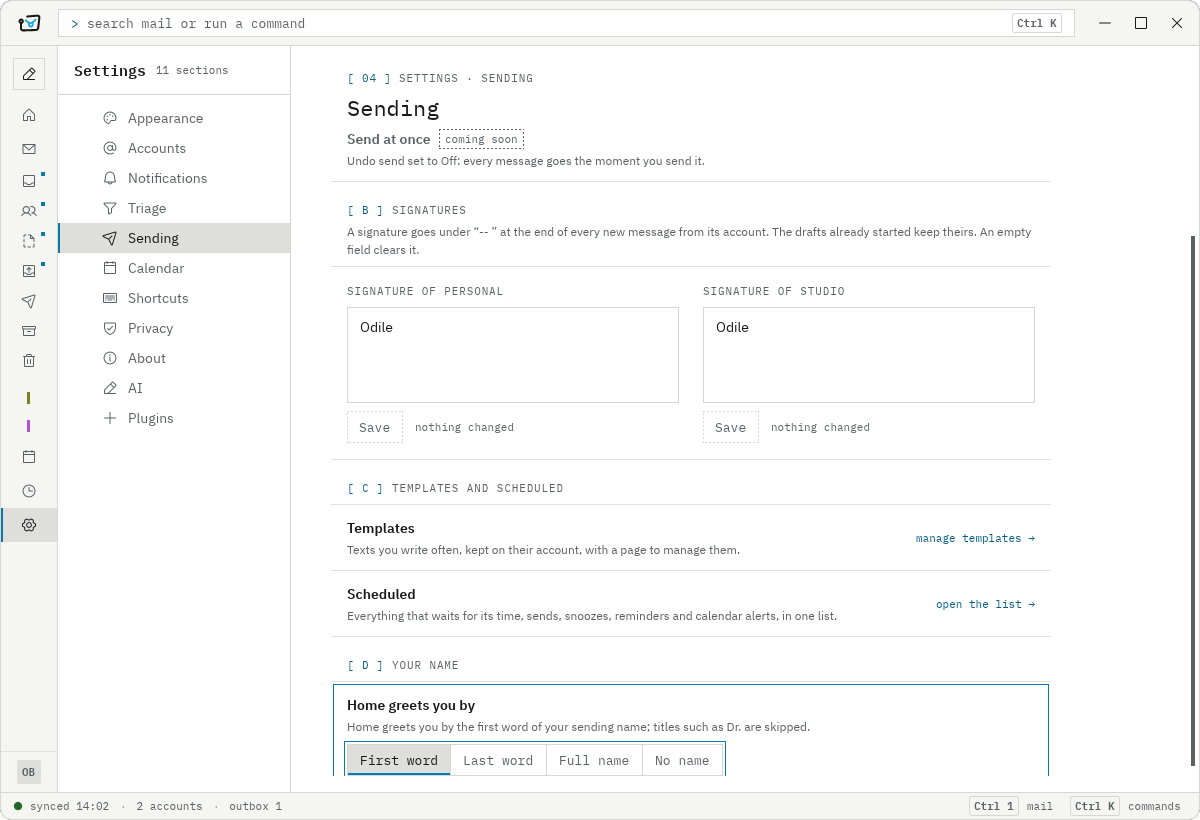 > search mail or run a command
Ctrl K
Settings 11 sections
Appearance
Accounts
Notifications
Triage
Sending
Calendar
Shortcuts
Privacy
About
AI
Plugins
OB
[ 04 ] SETTINGS · SENDING
Sending
Send at once coming soon
Undo send set to Off: every message goes the moment you send it.
[ B ] SIGNATURES
A signature goes under “-- ” at the end of every new message from its account. The drafts already started keep theirs. An empty
field clears it.
SIGNATURE OF PERSONAL
Odile
Save nothing changed
SIGNATURE OF STUDIO
Odile
Save nothing changed
[ C ] TEMPLATES AND SCHEDULED
Templates
Texts you write often, kept on their account, with a page to manage them.
manage templates →
Scheduled
Everything that waits for its time, sends, snoozes, reminders and calendar alerts, in one list.
open the list →
[ D ] YOUR NAME
Home greets you by
Home greets you by the first word of your sending name; titles such as Dr. are skipped.
First word Last word Full name No name
synced 14:02 · 2 accounts · outbox 1
Ctrl 1 mail Ctrl K commands